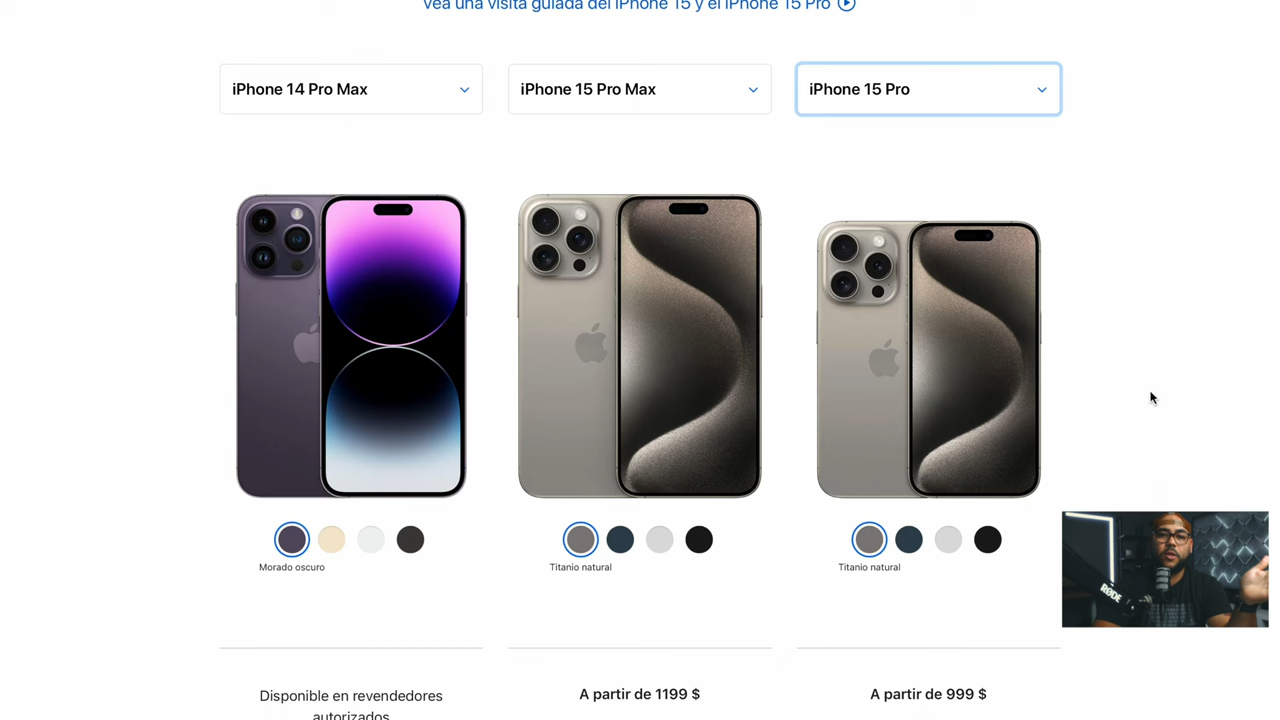 Vea una visita guiada del iPhone 15 y el iPhone 15 Pro
iPhone 14 Pro Max
iPhone 15 Pro Max
iPhone 15 Pro
Morado oscuro
Titanio natural
Titanio natural
Disponible en revendedores
autorizados.
A partir de 1199 $
A partir de 999 $
RØDE